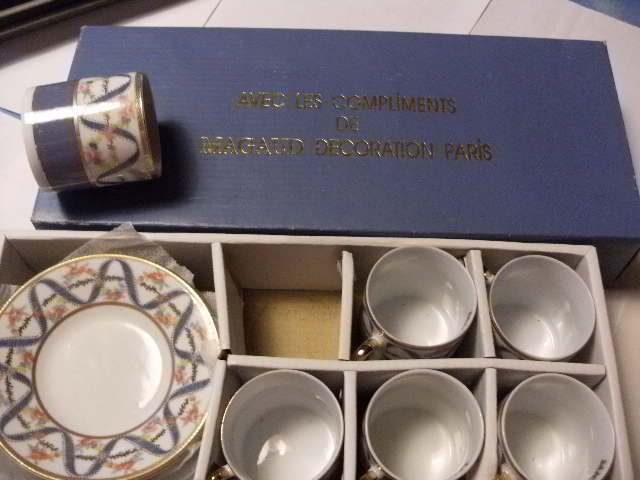 AVEC LES COMPLIMENTS
DE
MAGAUD DECORATION PARIS